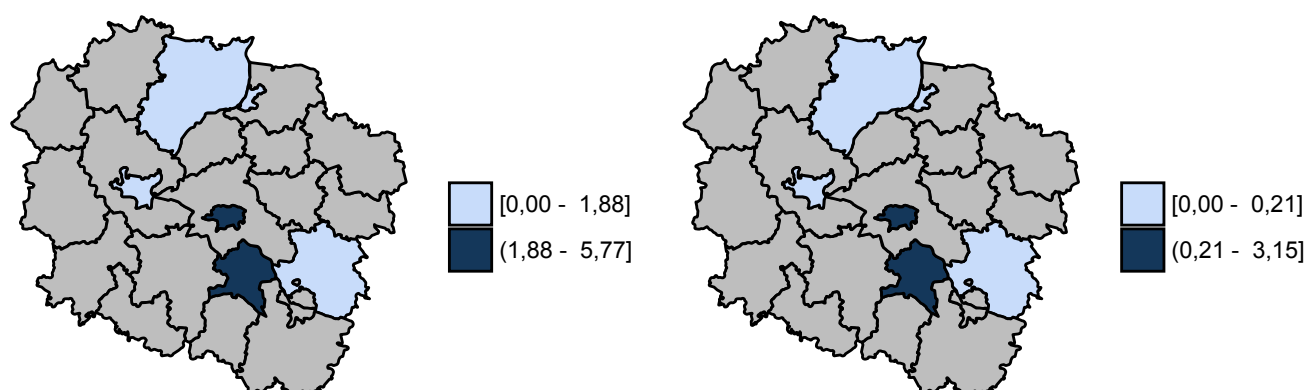 [0,00 - 1,88]
(1,88 - 5,77]
[0,00 - 0,21]
(0,21 - 3,15]